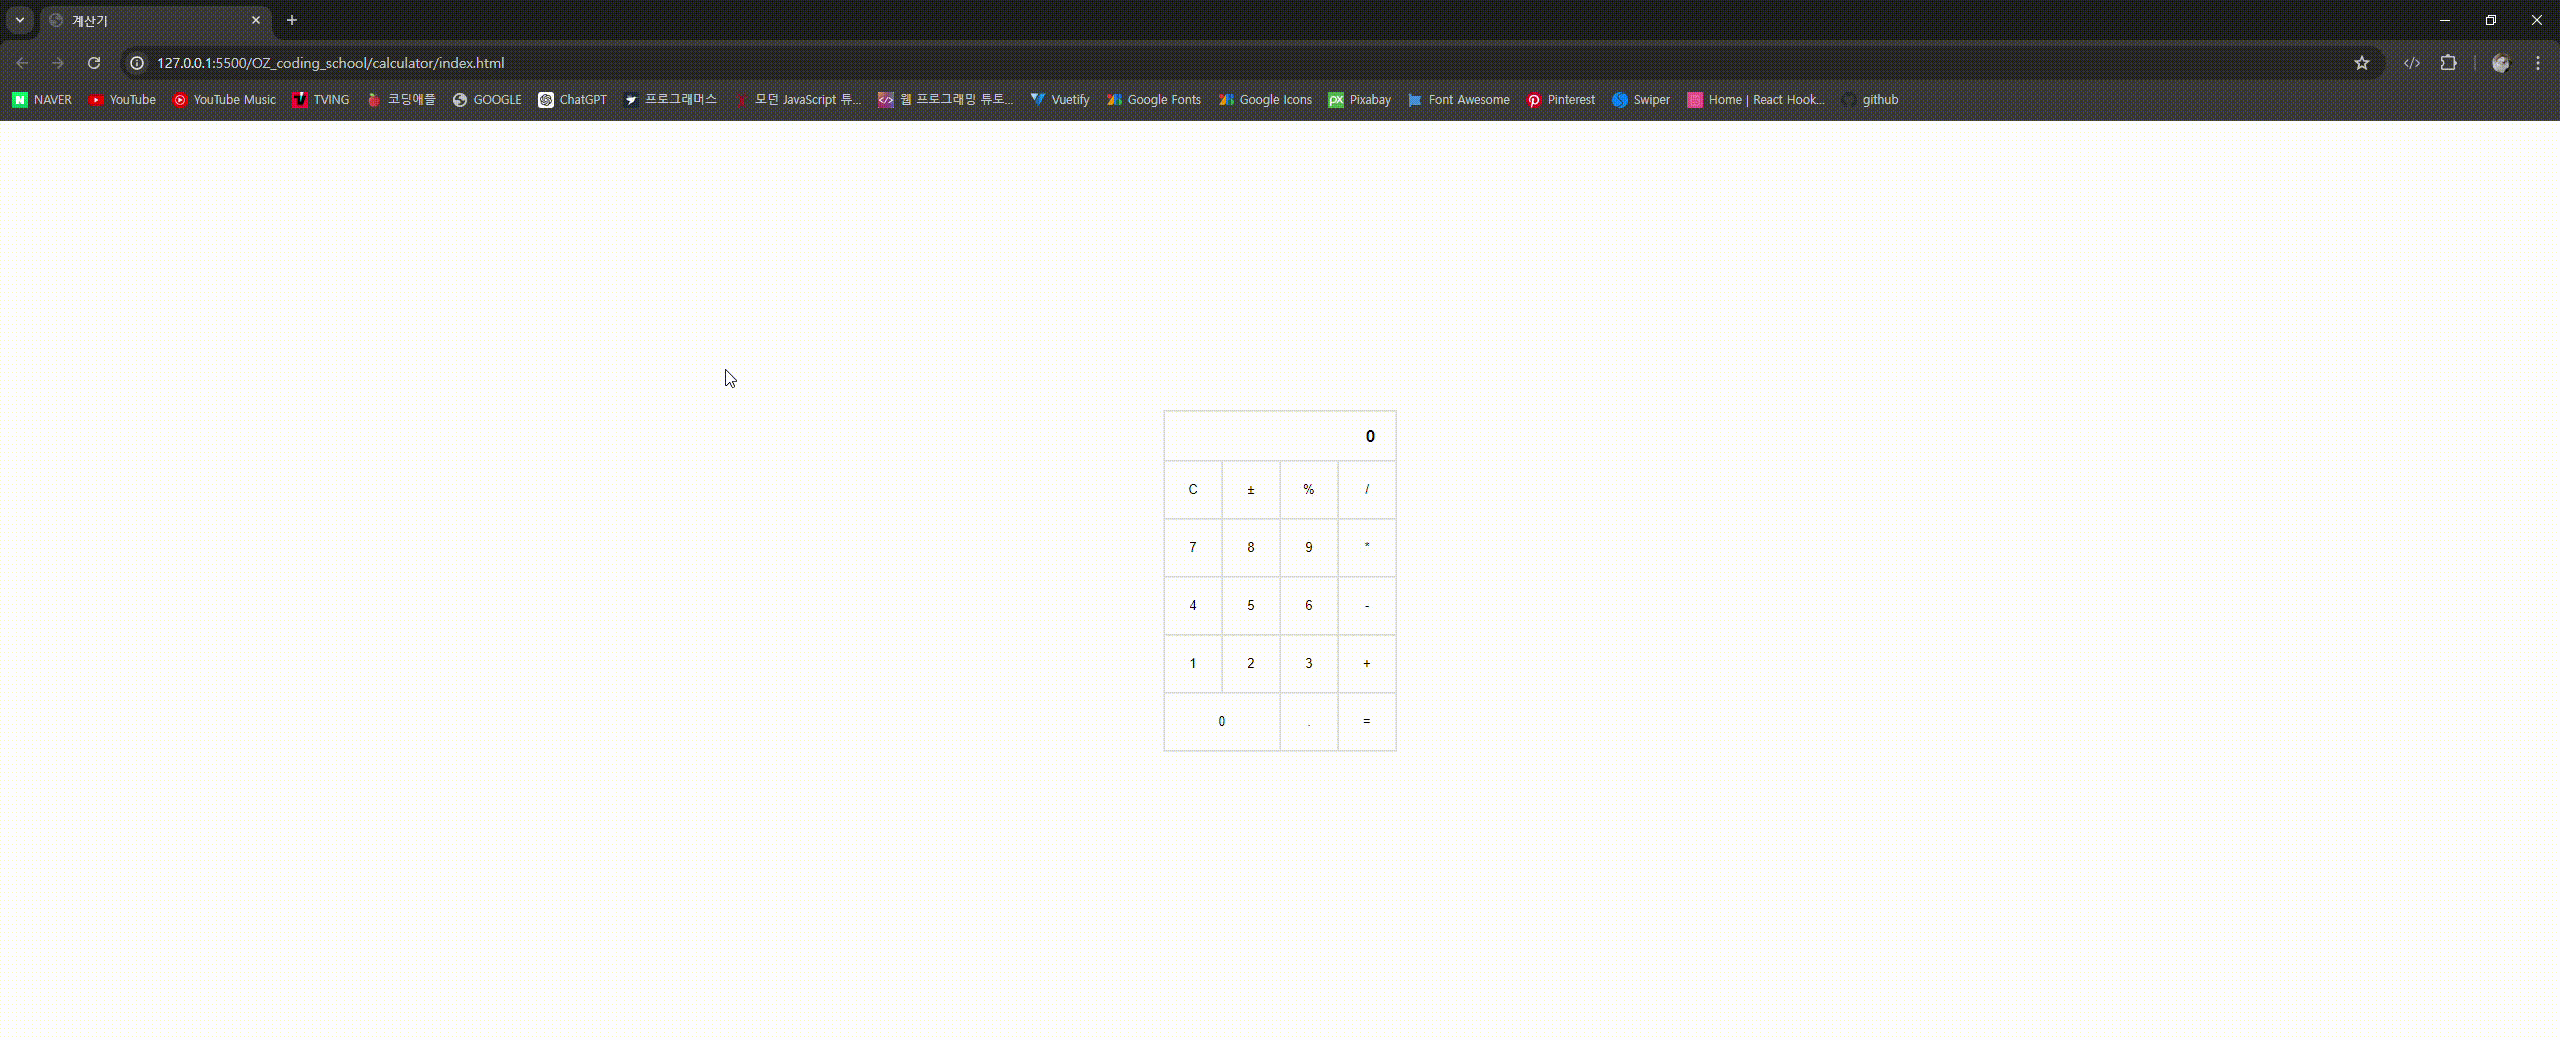 계산기
127.0.0.1:5500/OZ_coding_school/calculator/index.html
NAVER YouTube YouTube Music TVING 코딩애플 GOOGLE ChatGPT 프로그래머스 모던 JavaScript 튜... 웹 프로그래밍 튜토... Vuetify Google Fonts Google Icons Pixabay Font Awesome Pinterest Swiper Home | React Hook... github
0
C ± % /
7 8 9 *
4 5 6 -
1 2 3 +
0 . =